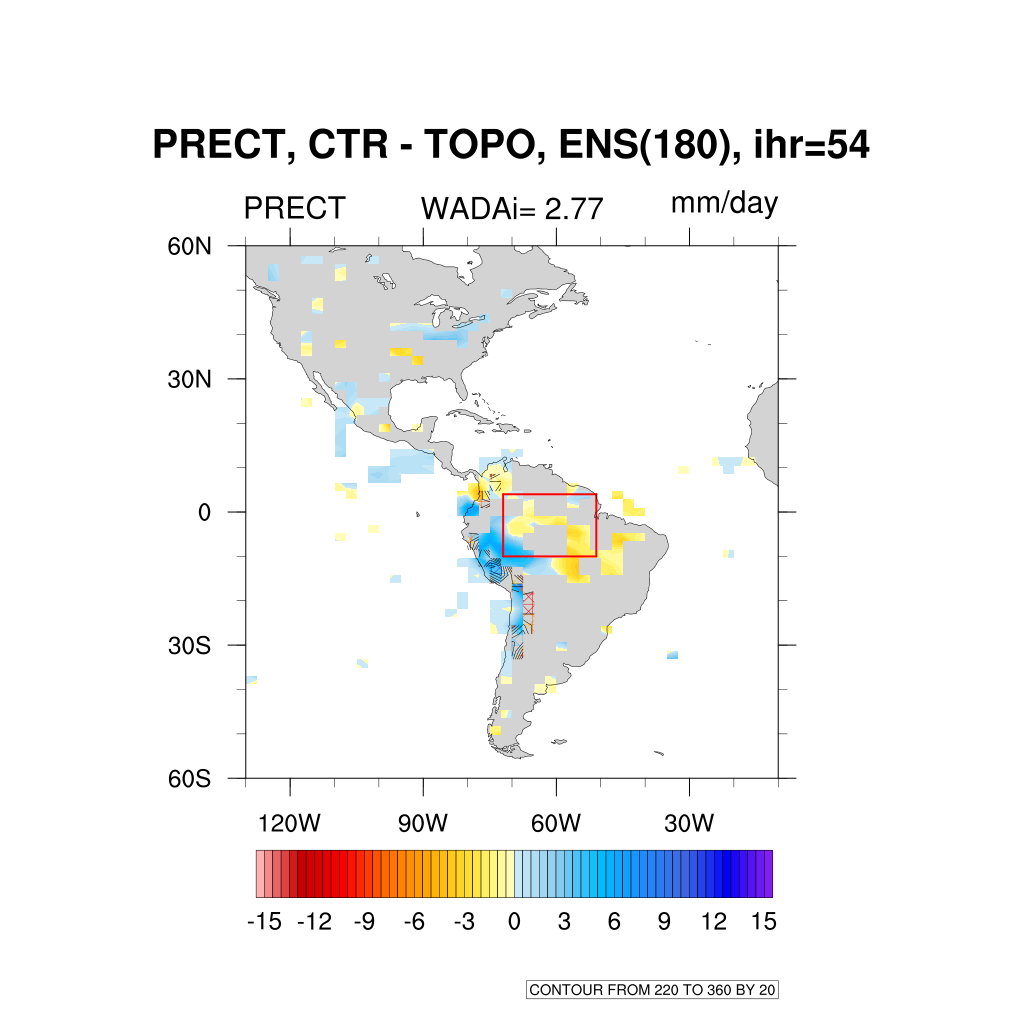 PRECT, CTR - TOPO, ENS(180), ihr=54
PRECT WADAi= 2.77 mm/day
60N
30N
0
30S
60S
120W 90W 60W 30W
-15 -12 -9 -6 -3 0 3 6 9 12 15
CONTOUR FROM 220 TO 360 BY 20